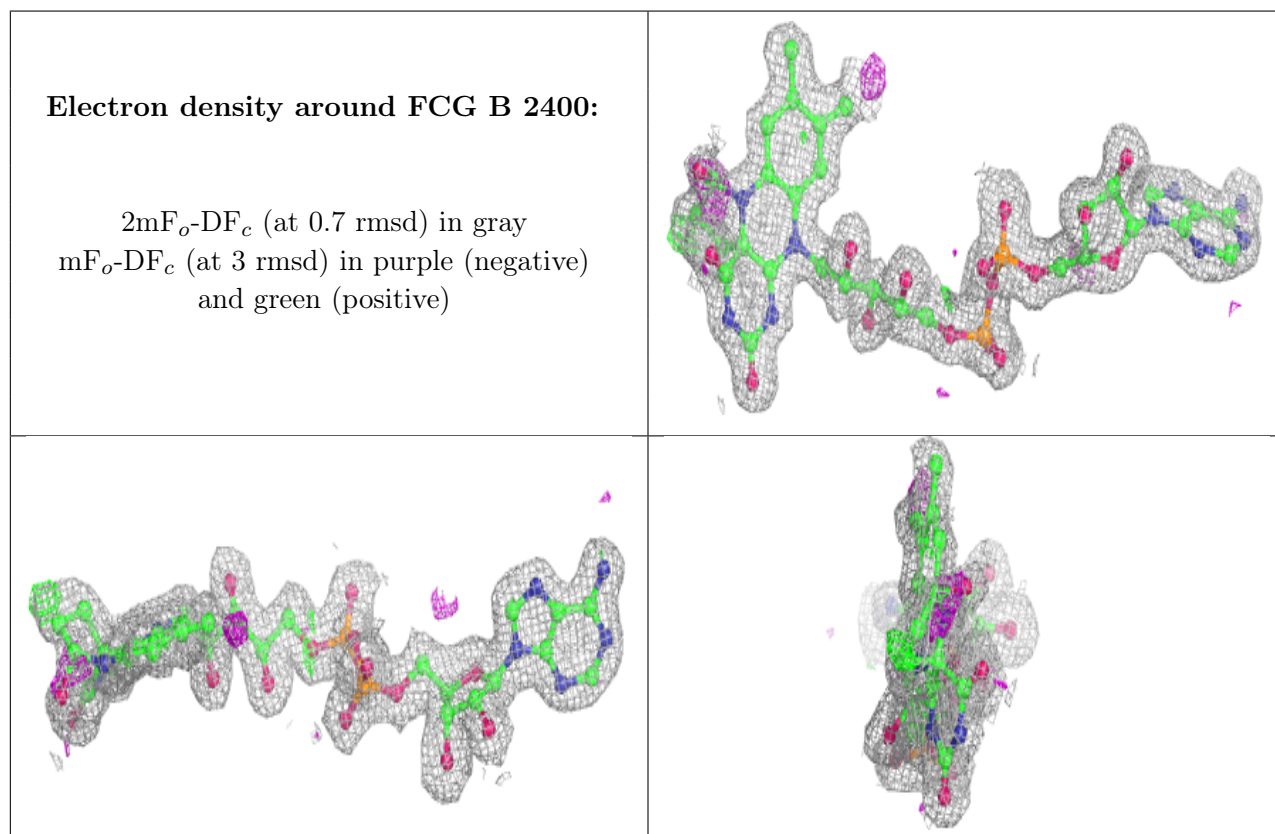 Electron density around FCG B 2400:
2mFo-DFc (at 0.7 rmsd) in gray
mFo-DFc (at 3 rmsd) in purple (negative)
and green (positive)